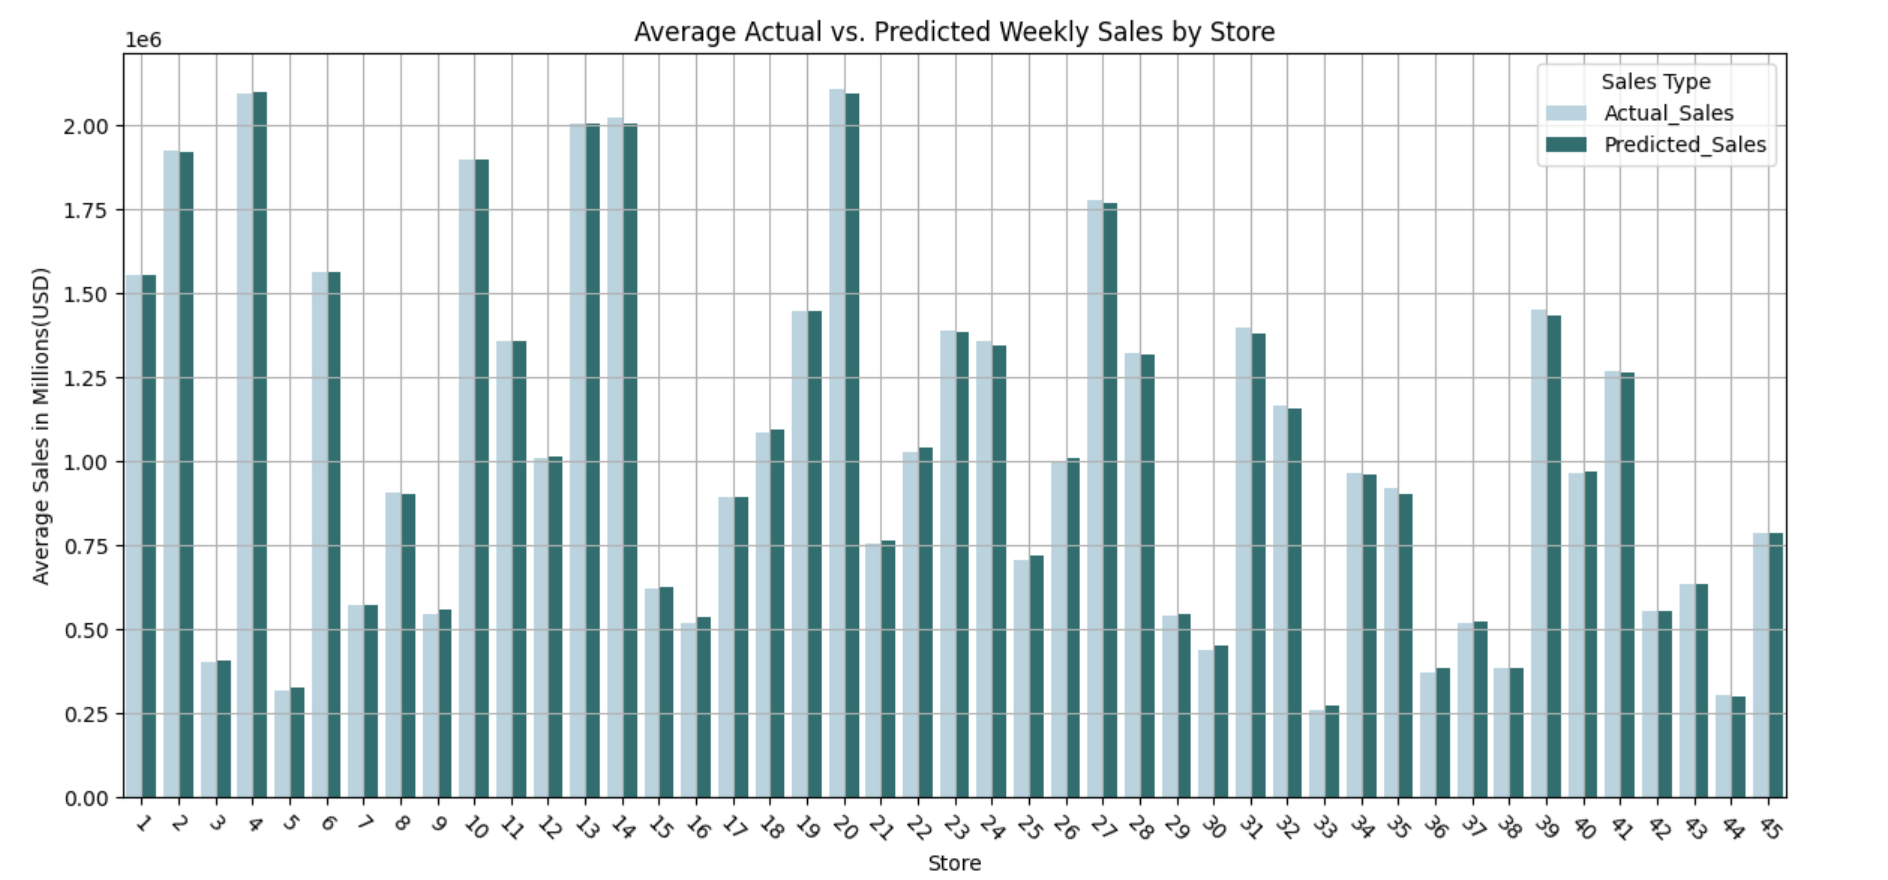 Average Actual vs. Predicted Weekly Sales by Store
1e6
Sales Type
Actual_Sales
Predicted_Sales
Average Sales in Millions(USD)
2.00
1.75
1.50
1.25
1.00
0.75
0.50
0.25
0.00
1 2 3 4 5 6 7 8 9 10 11 12 13 14 15 16 17 18 19 20 21 22 23 24 25 26 27 28 29 30 31 32 33 34 35 36 37 38 39 40 41 42 43 44 45
Store